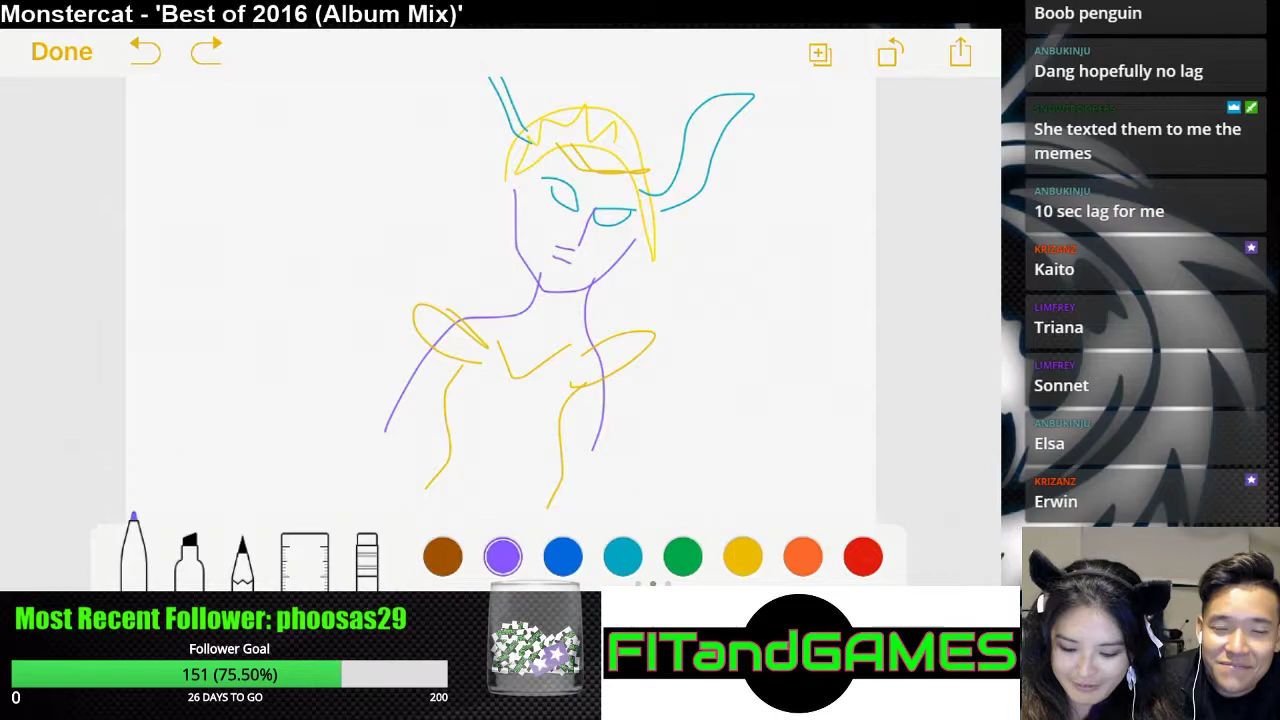 Monstercat - 'Best of 2016 (Album Mix)'
Done
Boob penguin
ANBUKINJU
Dang hopefully no lag
She texted them to me the
memes
ANBUKINJU
10 sec lag for me
KRIZANZ
Kaito
LIMFREY
Triana
LIMFREY
Sonnet
ANBUKINJU
Elsa
KRIZANZ
Erwin
Most Recent Follower: phoosas29
Follower Goal
151 (75.50%)
0
26 DAYS TO GO
200
FITandGAMES